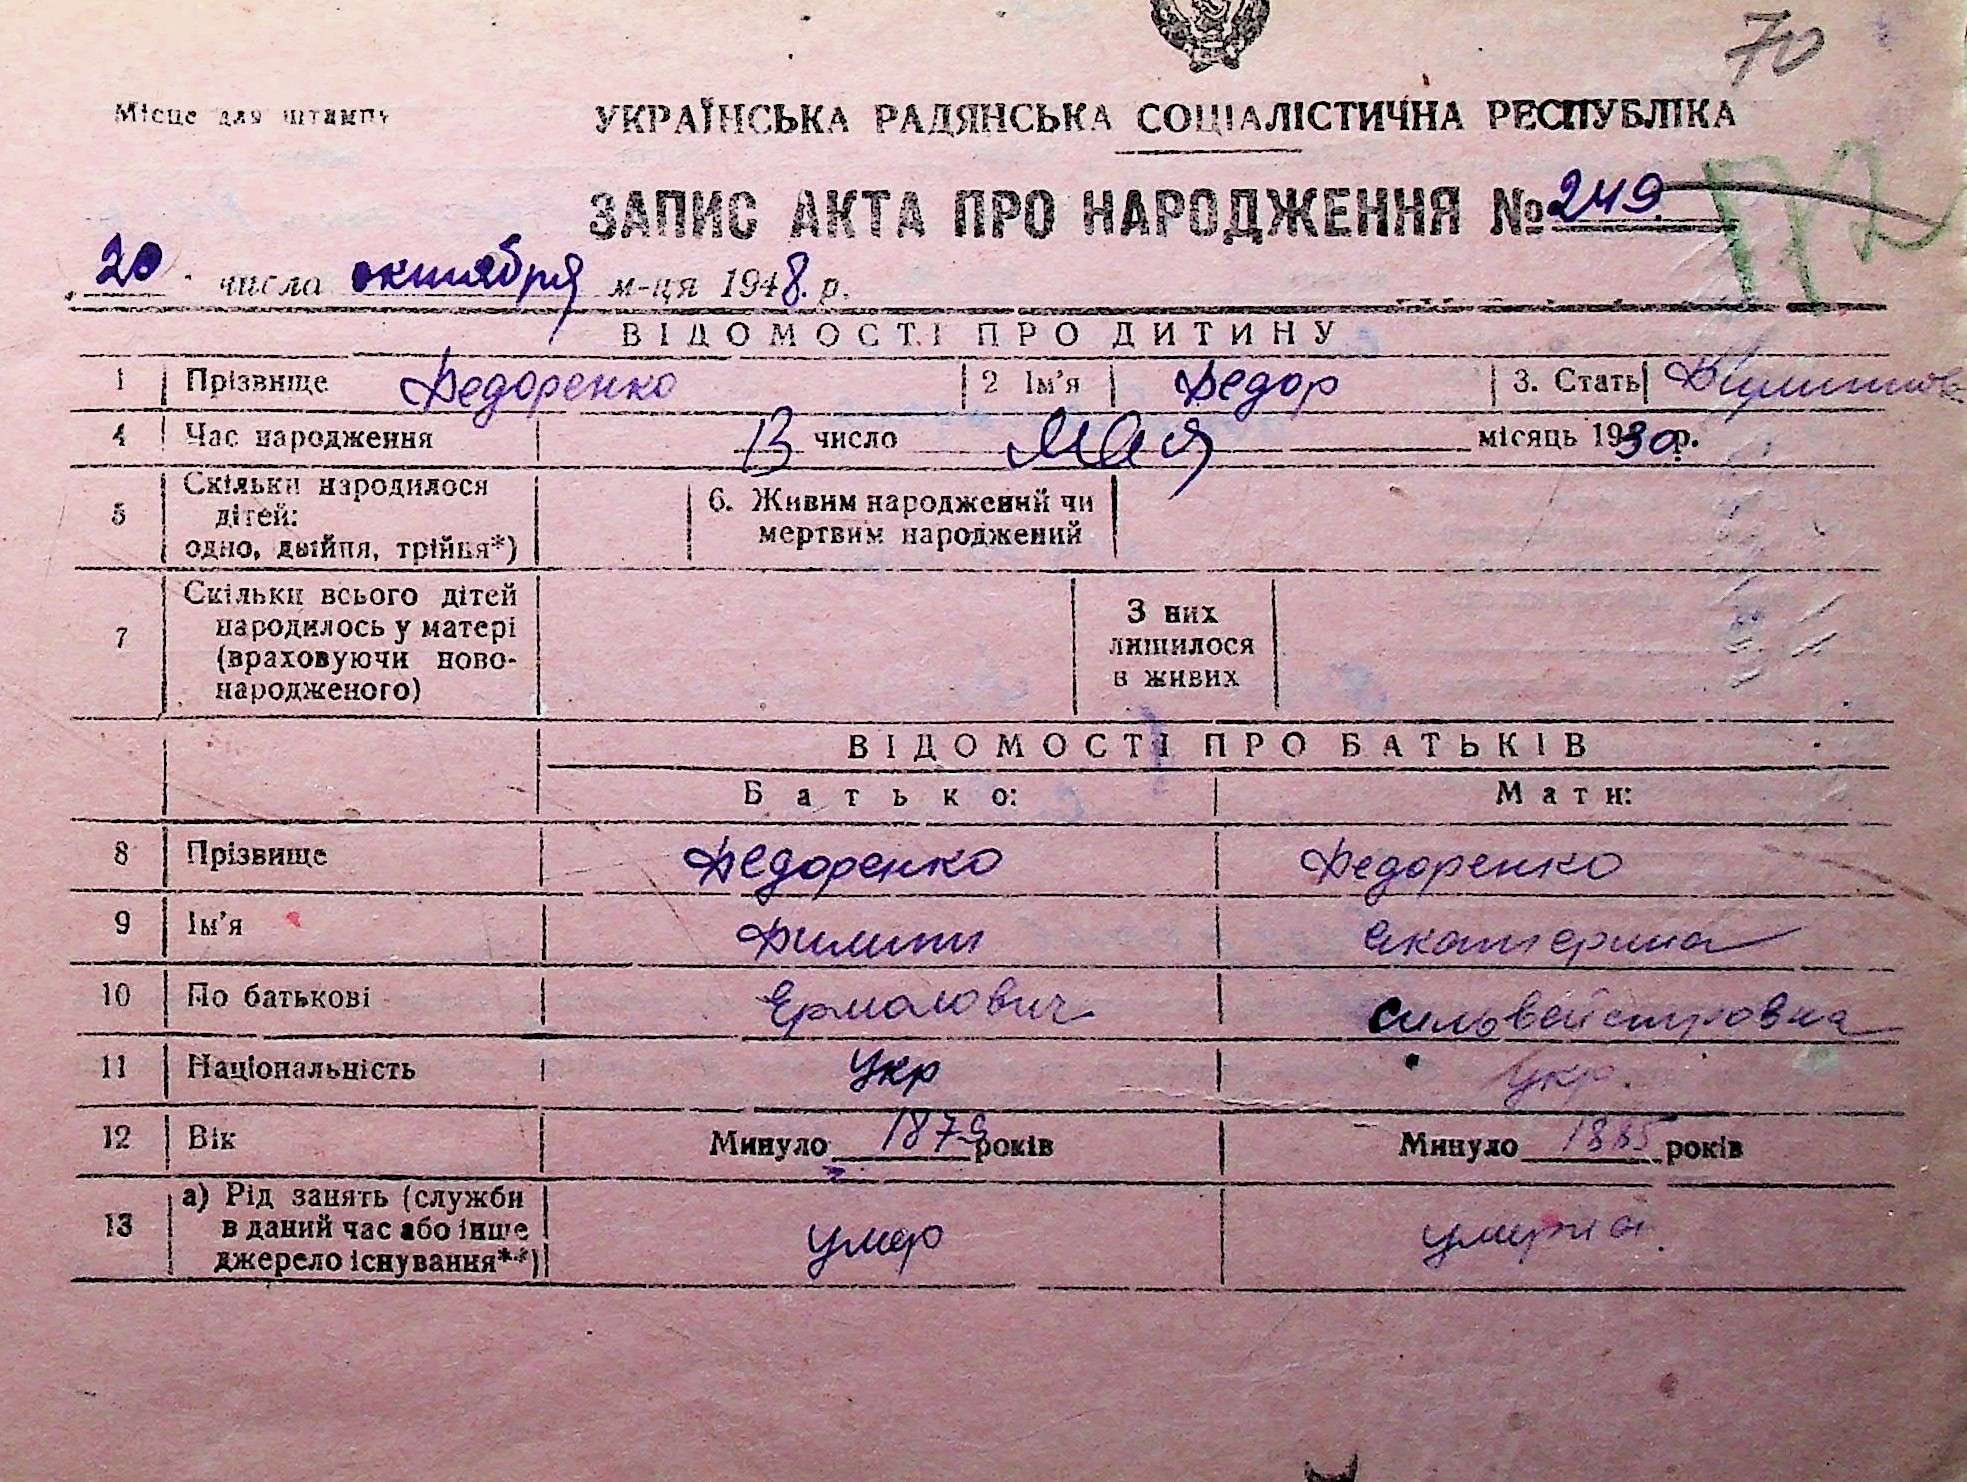 70
Місце для штампу
УКРАЇНСЬКА РАДЯНСЬКА СОЦІАЛІСТИЧНА РЕСПУБЛІКА
ЗАПИС АКТА ПРО НАРОДЖЕННЯ № 249
20 числа октября м-ця 1948. р.
ВІДОМОСТІ ПРО ДИТИНУ
1 Прізвище Федоренко 2 Ім'я Федор 3. Стать
4 Час народження 13 число Мая місяць 1930 р.
5 Скільки народилося дітей: одно, двійня, трійня*) 6. Живим народжений чи мертвим народжений
7 Скільки всього дітей народилось у матері (враховуючи новонародженого) З них лишилося в живих
ВІДОМОСТІ ПРО БАТЬКІВ
Батько: Мати:
8 Прізвище Федоренко Федоренко
9 Ім'я Екатерина
10 По батькові Ермолович Сильвейстровна
11 Національність Укр Укр.
12 Вік Минуло 1879 років Минуло 1885 років
13 а) Рід занять (служби в даний час або інше джерело існування**) умер